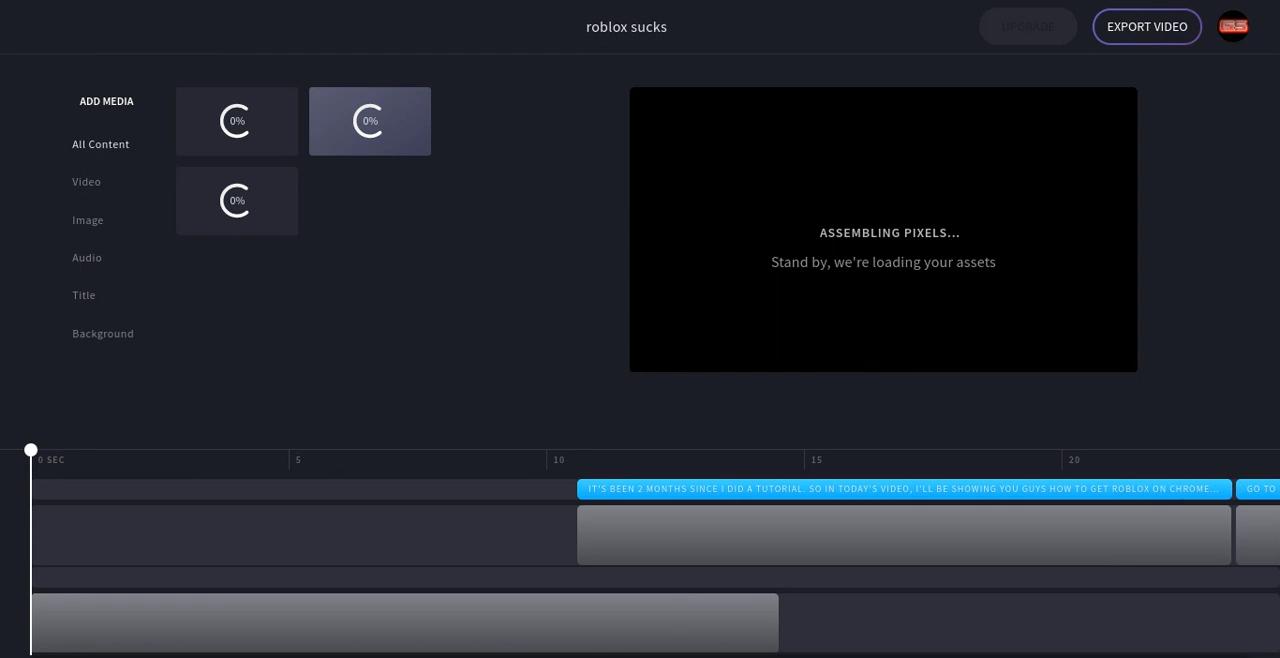 roblox sucks
UPGRADE
EXPORT VIDEO
ADD MEDIA
All Content
Video
Image
Audio
Title
Background
0%
0%
0%
ASSEMBLING PIXELS...
Stand by, we're loading your assets
0 SEC
5
10
15
20
IT'S BEEN 2 MONTHS SINCE I DID A TUTORIAL. SO IN TODAY'S VIDEO, I'LL BE SHOWING YOU GUYS HOW TO GET ROBLOX ON CHROME...
GO TO